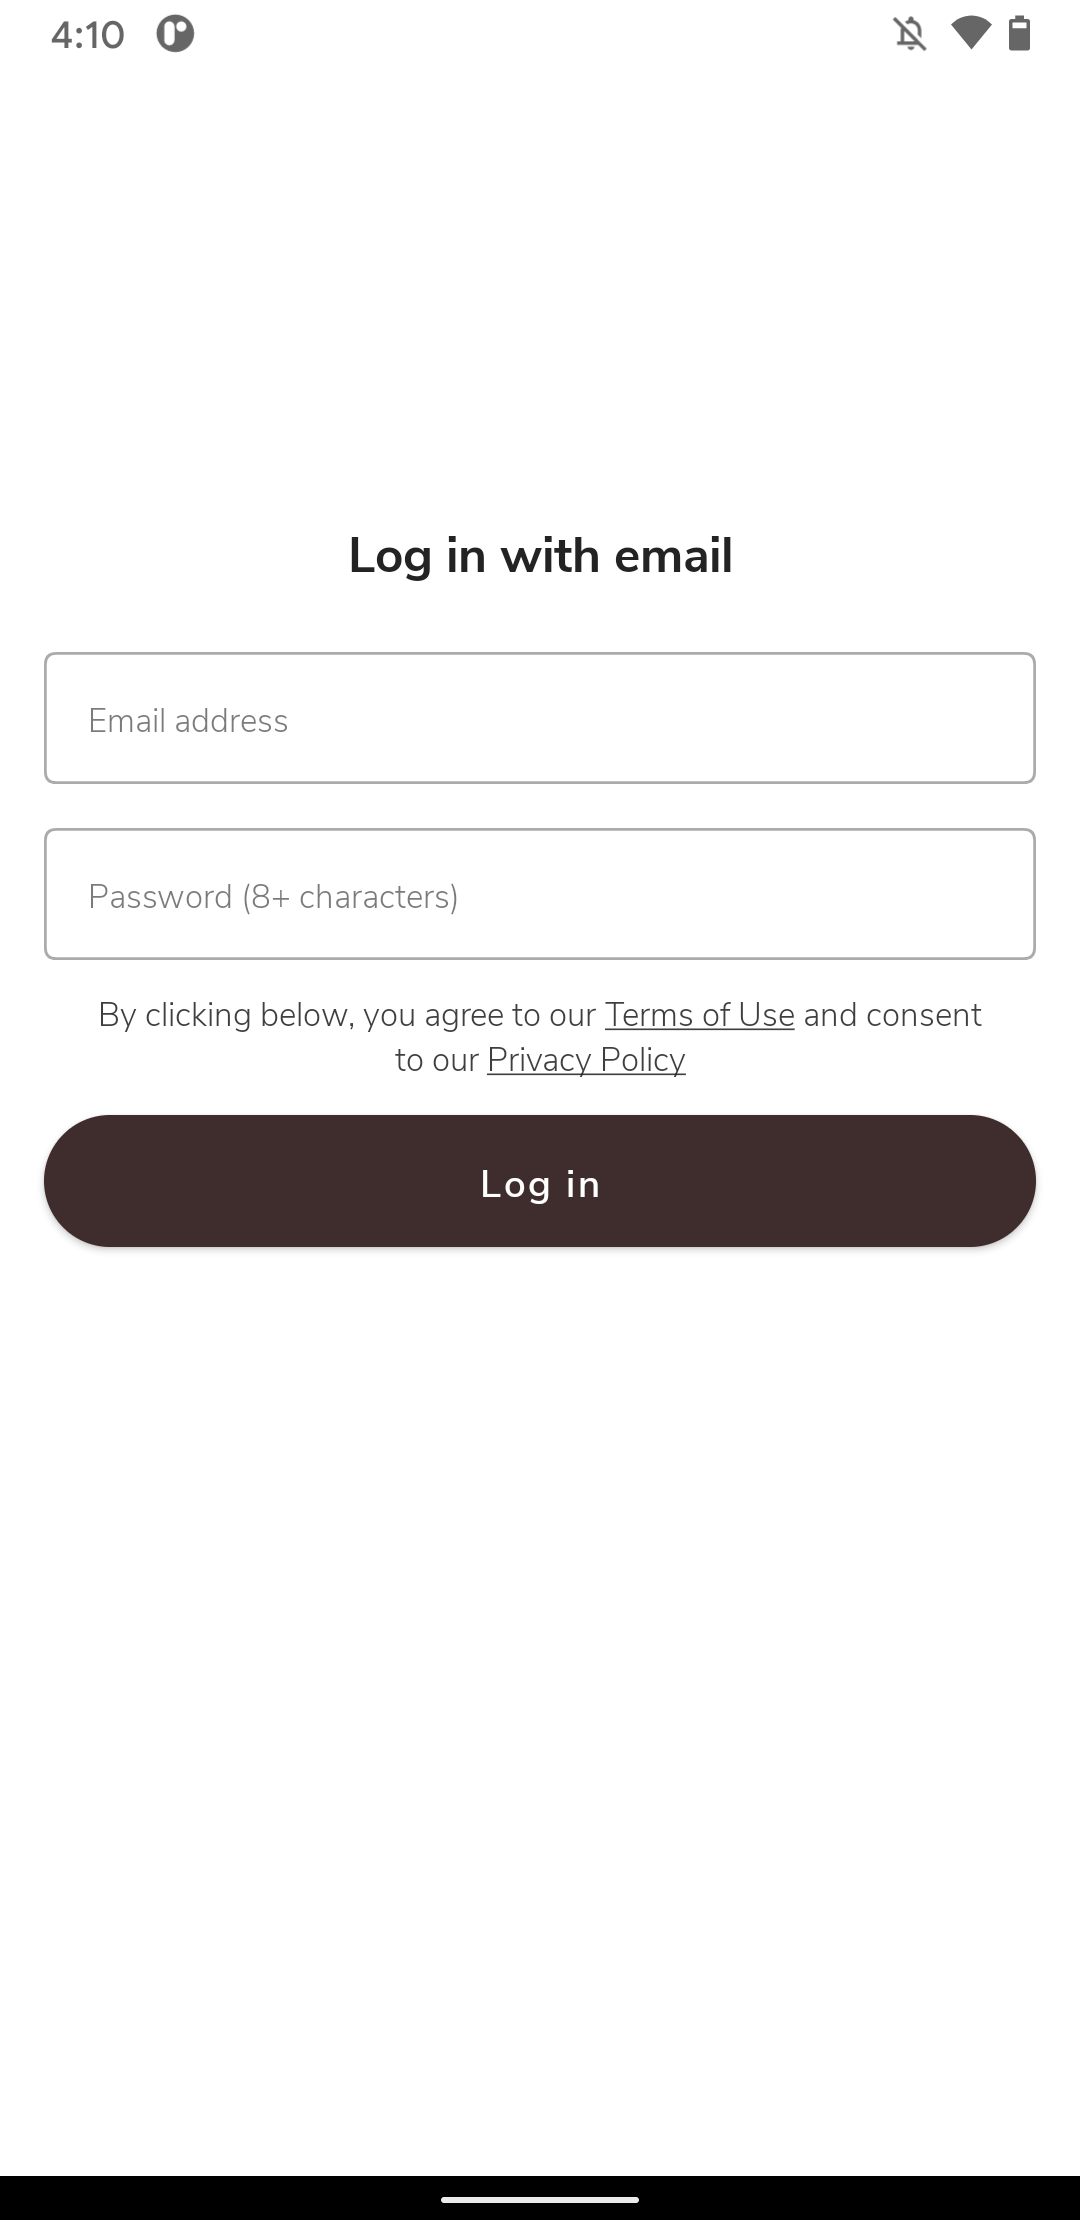 4:10
Log in with email
Email address
Password (8+ characters)
By clicking below, you agree to our Terms of Use and consent
to our Privacy Policy
Log in